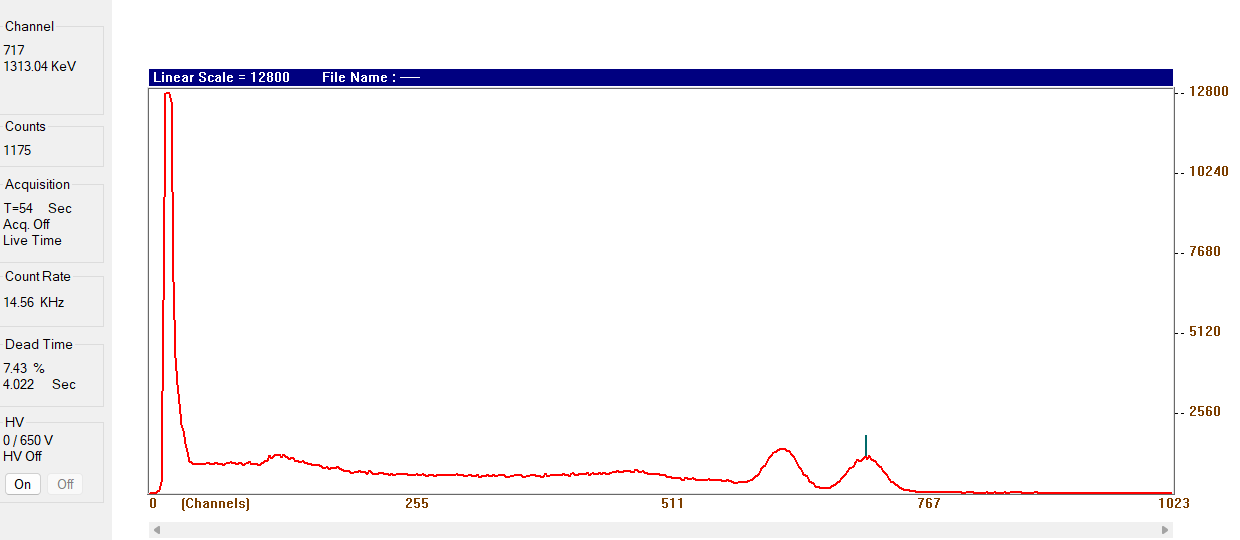 Channel
717
1313.04 KeV
Counts
1175
Acquisition
T=54 Sec
Acq. Off
Live Time
Count Rate
14.56 KHz
Dead Time
7.43 %
4.022 Sec
HV
0 / 650 V
HV Off
On Off
Linear Scale = 12800 File Name : ──
12800
10240
7680
5120
2560
0 (Channels) 255 511 767 1023